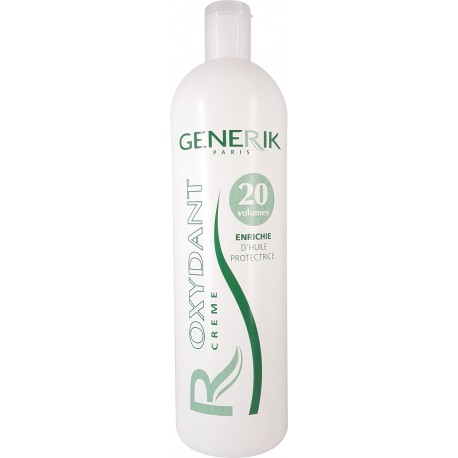 GENERIK
PARIS
20
volumes
ENRICHIE
D'HUILE
PROTECTRICE
OXYDANT
CREME
R